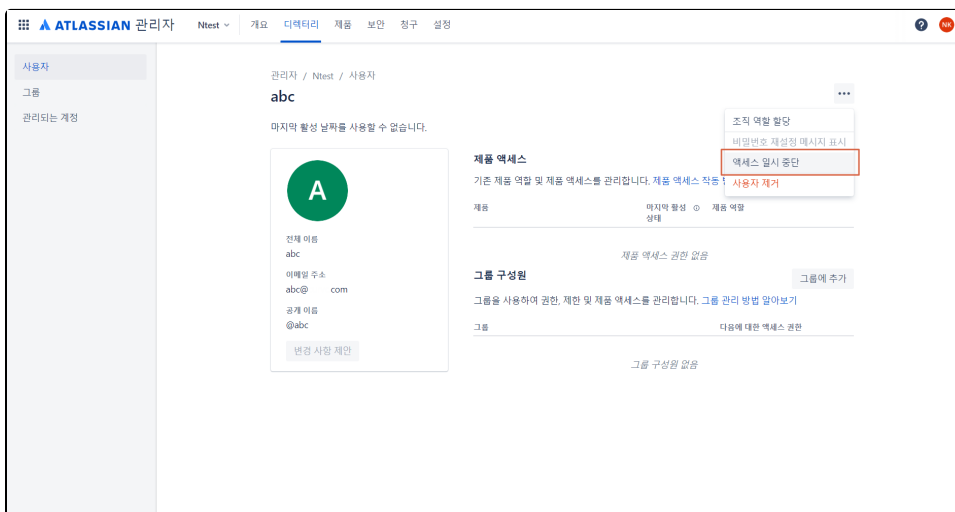 ATLASSIAN 관리자 Ntest 개요 디렉터리 제품 보안 청구 설정 ? NK
사용자
그룹
관리되는 계정
관리자 / Ntest / 사용자
abc
마지막 활성 날짜를 사용할 수 없습니다.
조직 역할 할당
비밀번호 재설정 메시지 표시
액세스 일시 중단
사용자 제거
A
전체 이름
abc
이메일 주소
abc@ com
공개 이름
@abc
변경 사항 제안
제품 액세스
기존 제품 역할 및 제품 액세스를 관리합니다. 제품 액세스 작동
제품 마지막 활성 상태 제품 역할
제품 액세스 권한 없음
그룹 구성원
그룹에 추가
그룹을 사용하여 권한, 제한 및 제품 액세스를 관리합니다. 그룹 관리 방법 알아보기
그룹 다음에 대한 액세스 권한
그룹 구성원 없음